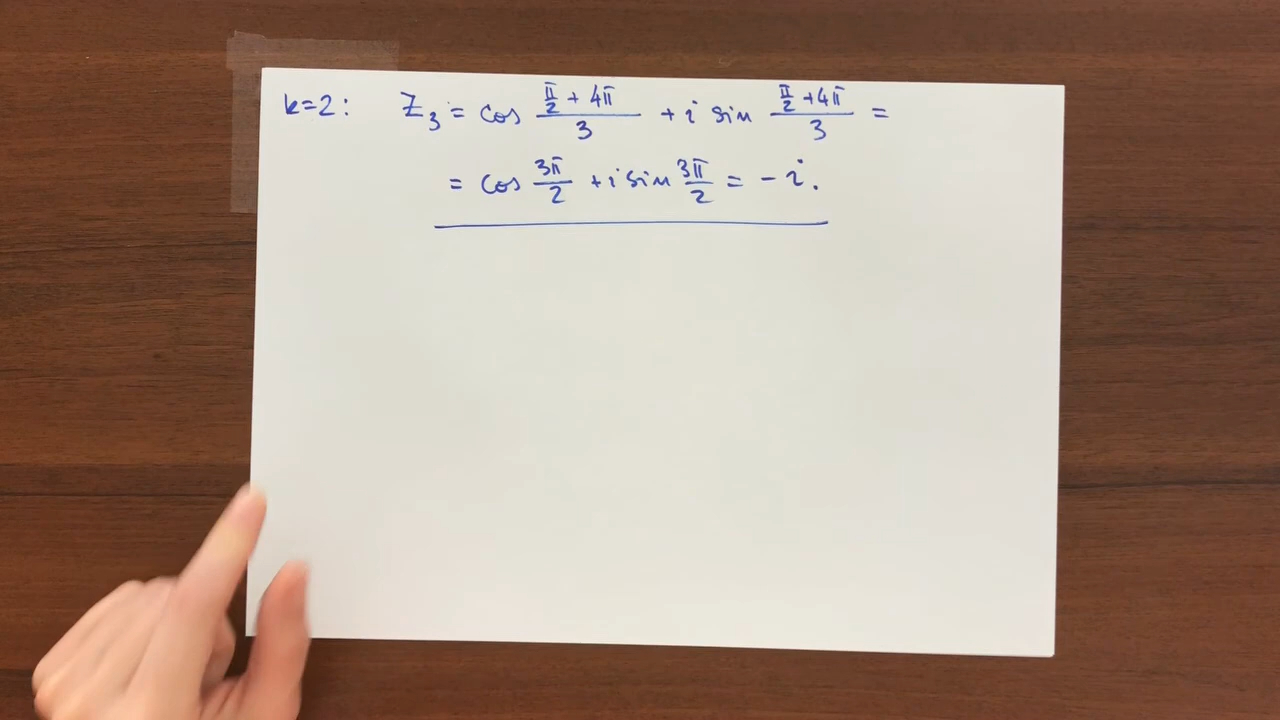 k=2: Z₃ = cos (π/2 + 4π)/3 + i sin (π/2 + 4π)/3 =
= cos 3π/2 + i sin 3π/2 = - i.